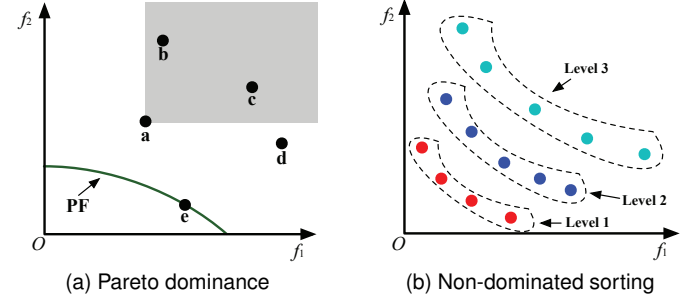 f2
b
c
a
d
PF
e
O
f1
(a) Pareto dominance
f2
Level 3
Level 2
Level 1
O
f1
(b) Non-dominated sorting